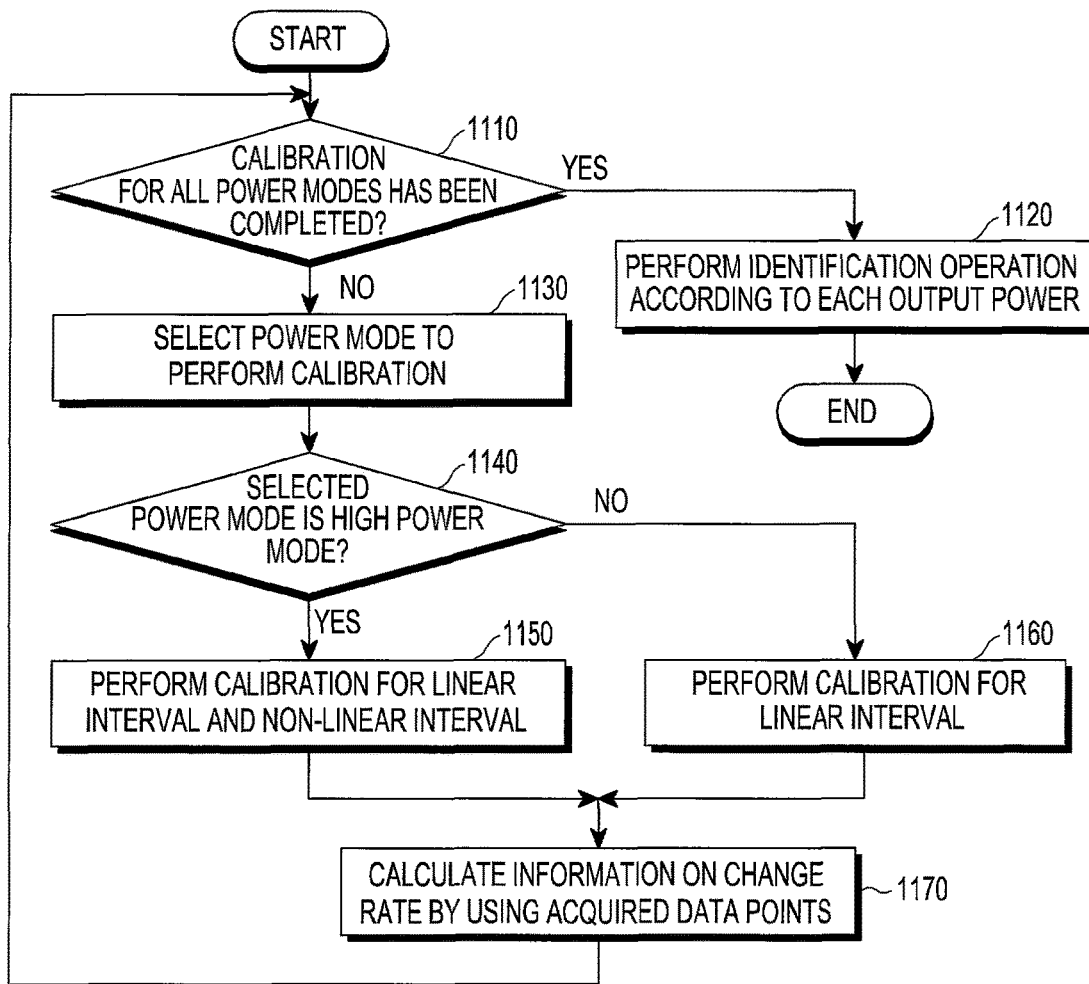 START
1110
CALIBRATION
FOR ALL POWER MODES HAS BEEN
COMPLETED?
YES
1120
PERFORM IDENTIFICATION OPERATION
ACCORDING TO EACH OUTPUT POWER
NO
1130
SELECT POWER MODE TO
PERFORM CALIBRATION
END
1140
SELECTED
POWER MODE IS HIGH POWER
MODE?
NO
YES
1150
PERFORM CALIBRATION FOR LINEAR
INTERVAL AND NON-LINEAR INTERVAL
1160
PERFORM CALIBRATION FOR
LINEAR INTERVAL
CALCULATE INFORMATION ON CHANGE
RATE BY USING ACQUIRED DATA POINTS
1170